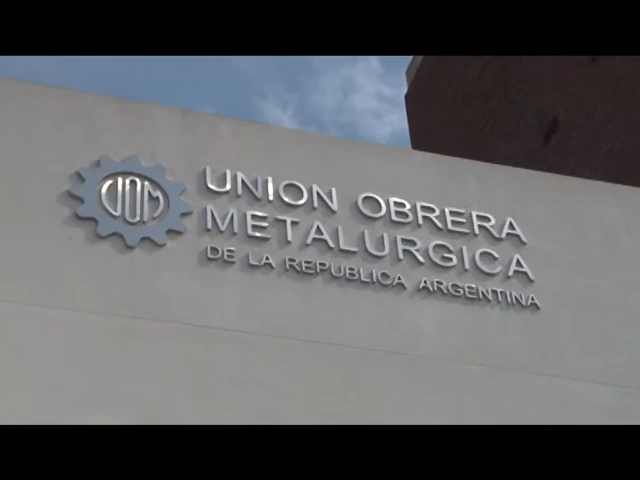 UOM
UNION OBRERA
METALURGICA
DE LA REPUBLICA ARGENTINA